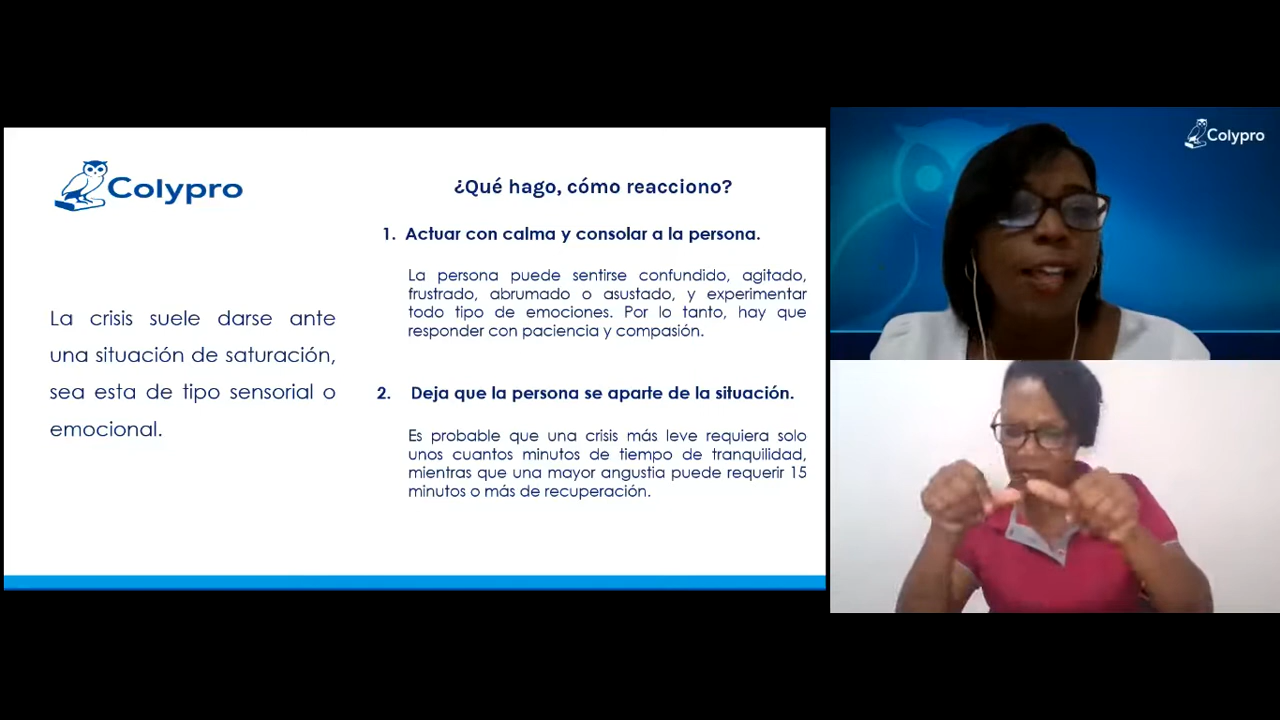 Colypro
La crisis suele darse ante
una situación de saturación,
sea esta de tipo sensorial o
emocional.
¿Qué hago, cómo reacciono?
1. Actuar con calma y consolar a la persona.
La persona puede sentirse confundido, agitado,
frustrado, abrumado o asustado, y experimentar
todo tipo de emociones. Por lo tanto, hay que
responder con paciencia y compasión.
2. Deja que la persona se aparte de la situación.
Es probable que una crisis más leve requiera solo
unos cuantos minutos de tiempo de tranquilidad,
mientras que una mayor angustia puede requerir 15
minutos o más de recuperación.
Colypro